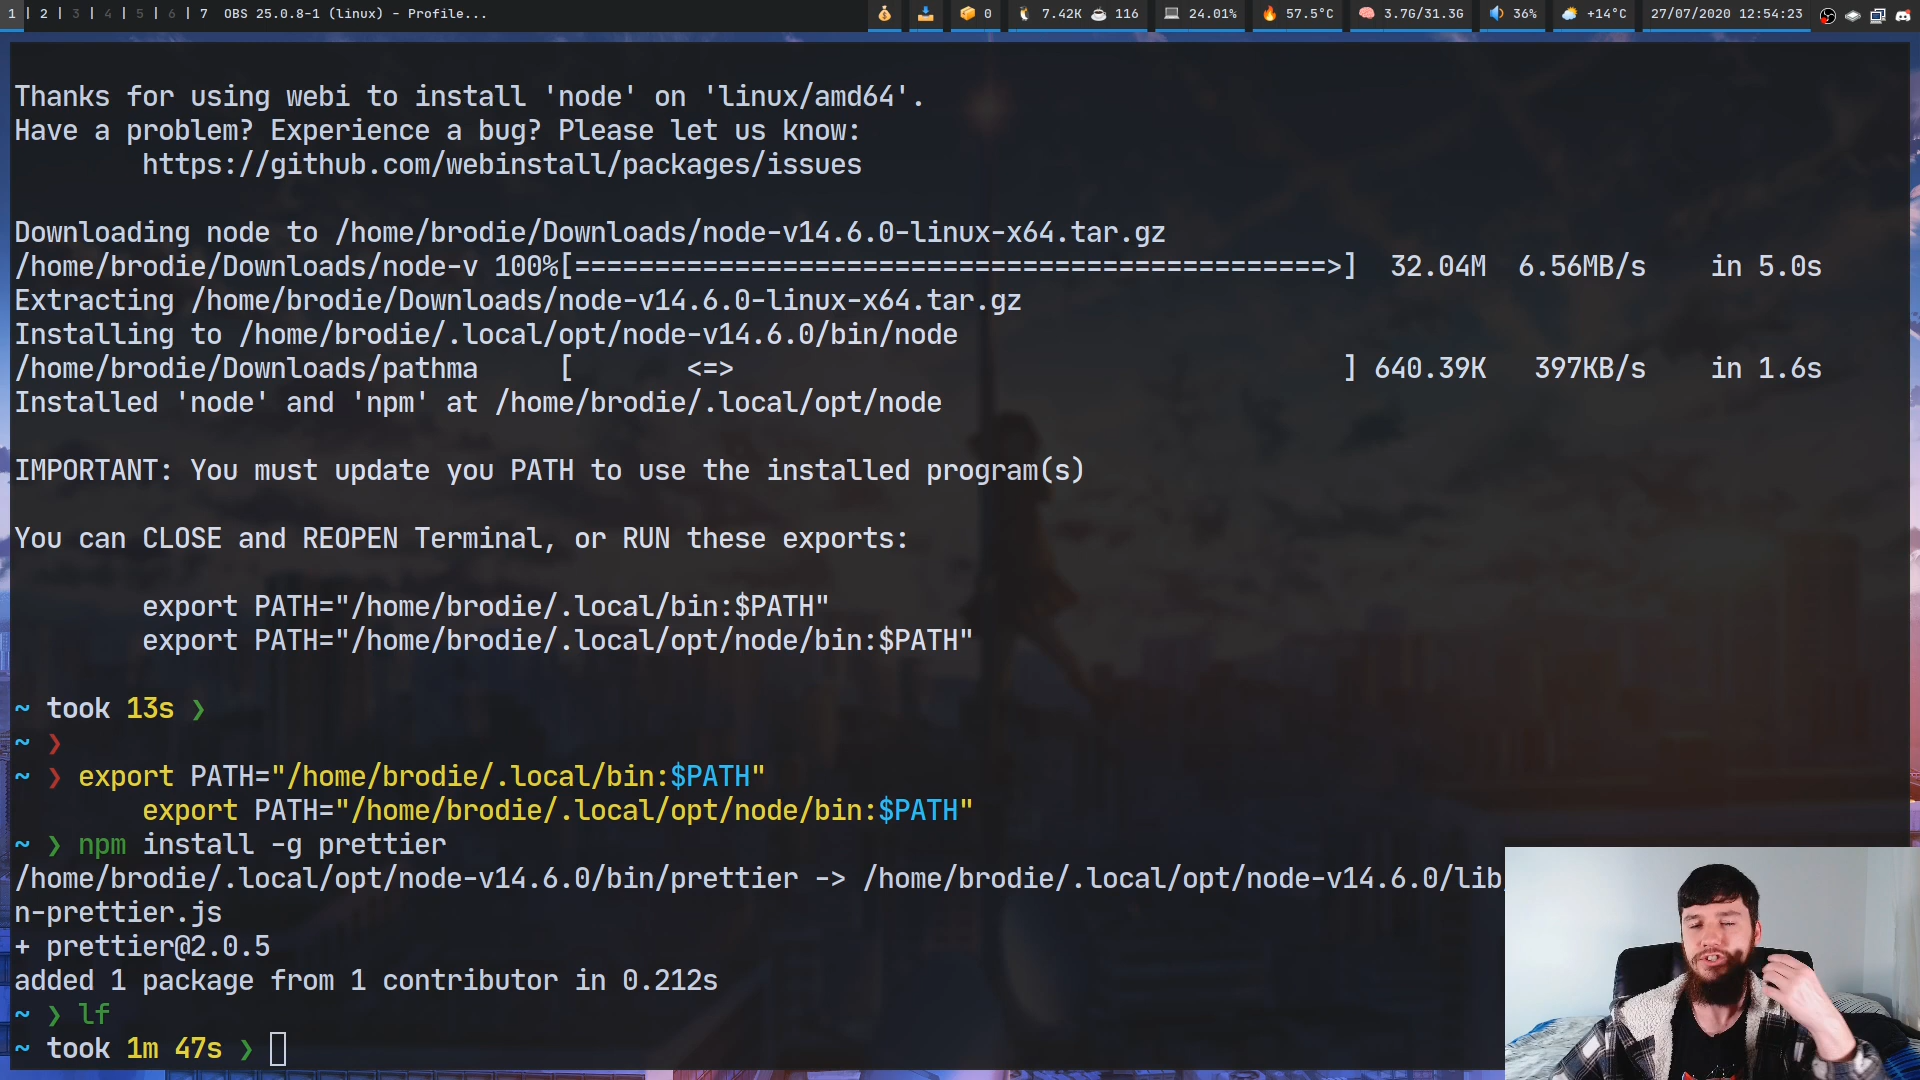 1 | 2 | 3 | 4 | 5 | 6 | 7 OBS 25.0.8-1 (linux) - Profile... 0 7.42K 116 24.01% 57.5°C 3.7G/31.3G 36% +14°C 27/07/2020 12:54:23
Thanks for using webi to install 'node' on 'linux/amd64'.
Have a problem? Experience a bug? Please let us know:
https://github.com/webinstall/packages/issues
Downloading node to /home/brodie/Downloads/node-v14.6.0-linux-x64.tar.gz
/home/brodie/Downloads/node-v 100%[===============================================>] 32.04M 6.56MB/s in 5.0s
Extracting /home/brodie/Downloads/node-v14.6.0-linux-x64.tar.gz
Installing to /home/brodie/.local/opt/node-v14.6.0/bin/node
/home/brodie/Downloads/pathma [ <=> ] 640.39K 397KB/s in 1.6s
Installed 'node' and 'npm' at /home/brodie/.local/opt/node
IMPORTANT: You must update you PATH to use the installed program(s)
You can CLOSE and REOPEN Terminal, or RUN these exports:
export PATH="/home/brodie/.local/bin:$PATH"
export PATH="/home/brodie/.local/opt/node/bin:$PATH"
~ took 13s ❯
~ ❯
~ ❯ export PATH="/home/brodie/.local/bin:$PATH"
export PATH="/home/brodie/.local/opt/node/bin:$PATH"
~ ❯ npm install -g prettier
/home/brodie/.local/opt/node-v14.6.0/bin/prettier -> /home/brodie/.local/opt/node-v14.6.0/lib/
n-prettier.js
+ prettier@2.0.5
added 1 package from 1 contributor in 0.212s
~ ❯ lf
~ took 1m 47s ❯